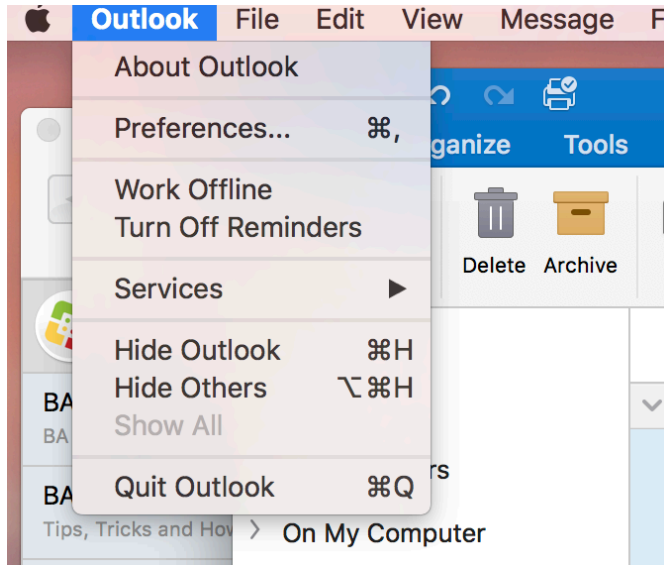 Outlook File Edit View Message F
About Outlook
Preferences... ⌘,
Work Offline
Turn Off Reminders
Services
Hide Outlook ⌘H
Hide Others ⌥⌘H
Show All
Quit Outlook ⌘Q
ganize Tools
Delete Archive
BA
BA
BA
Tips, Tricks and How
rs
On My Computer